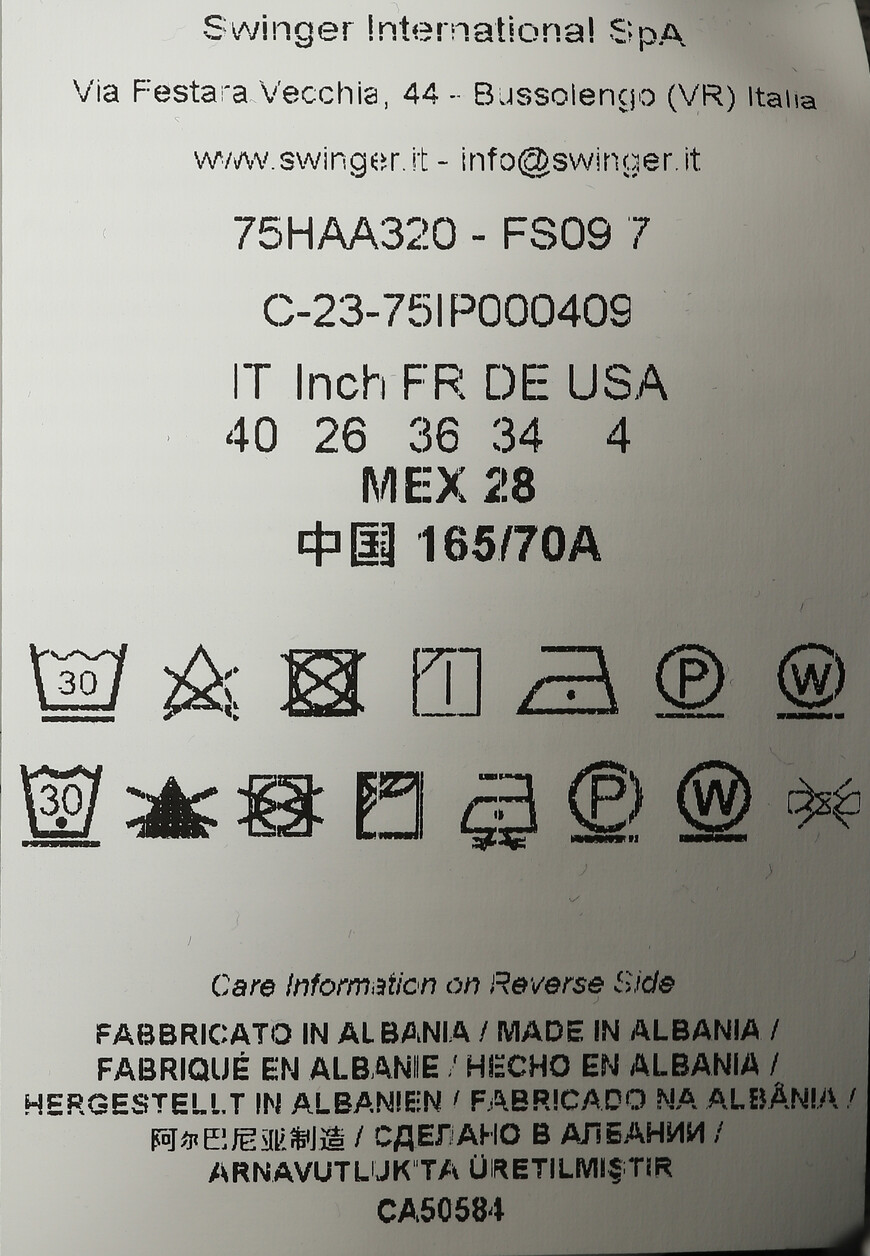 Swinger International SpA
Via Festara Vecchia, 44 - Bussolengo (VR) Italia
www.swinger.it - info@swinger.it
75HAA320 - FS09 7
C-23-75IP000409
IT Inch FR DE USA
40 26 36 34 4
MEX 28
中国 165/70A
30 P W
30 P W
Care Information on Reverse Side
FABBRICATO IN ALBANIA / MADE IN ALBANIA /
FABRIQUÉ EN ALBANIE / HECHO EN ALBANIA /
HERGESTELLT IN ALBANIEN / FABRICADO NA ALBÂNIA /
阿尔巴尼亚制造 / СДЕЛАНО В АЛБАНИИ /
ARNAVUTLUK'TA ÜRETILMIŞTIR
CA50584